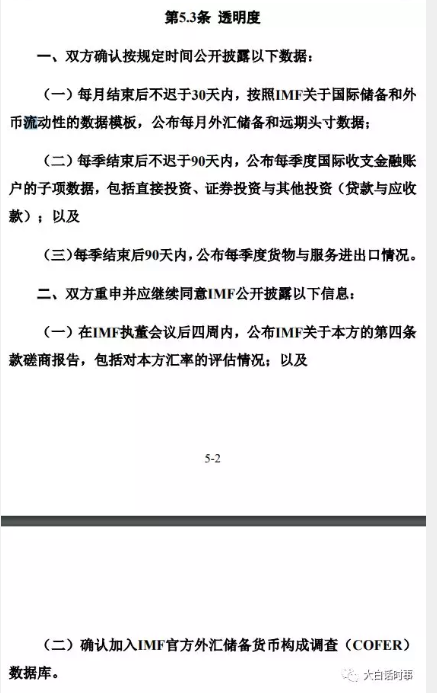 第5.3条 透明度
一、双方确认按规定时间公开披露以下数据：
（一）每月结束后不迟于30天内，按照IMF关于国际储备和外
币流动性的数据模板，公布每月外汇储备和远期头寸数据；
（二）每季结束后不迟于90天内，公布每季度国际收支金融账
户的子项数据，包括直接投资、证券投资与其他投资（贷款与应收
款）；以及
（三）每季结束后90天内，公布每季度货物与服务进出口情况。
二、双方重申并应继续同意IMF公开披露以下信息：
（一）在IMF执董会议后四周内，公布IMF关于本方的第四条
款磋商报告，包括对本方汇率的评估情况；以及
5-2
（二）确认加入IMF官方外汇储备货币构成调查（COFER）
数据库。
大白话时事